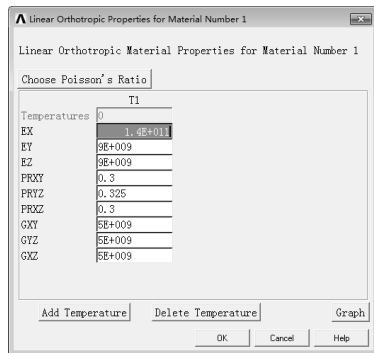 Linear Orthotropic Properties for Material Number 1
Linear Orthotropic Material Properties for Material Number 1
Choose Poisson's Ratio
T1
Temperatures 0
EX 1.4E+011
EY 9E+009
EZ 9E+009
PRXY 0.3
PRYZ 0.325
PRXZ 0.3
GXY 5E+009
GYZ 5E+009
GXZ 5E+009
Add Temperature Delete Temperature Graph
OK Cancel Help